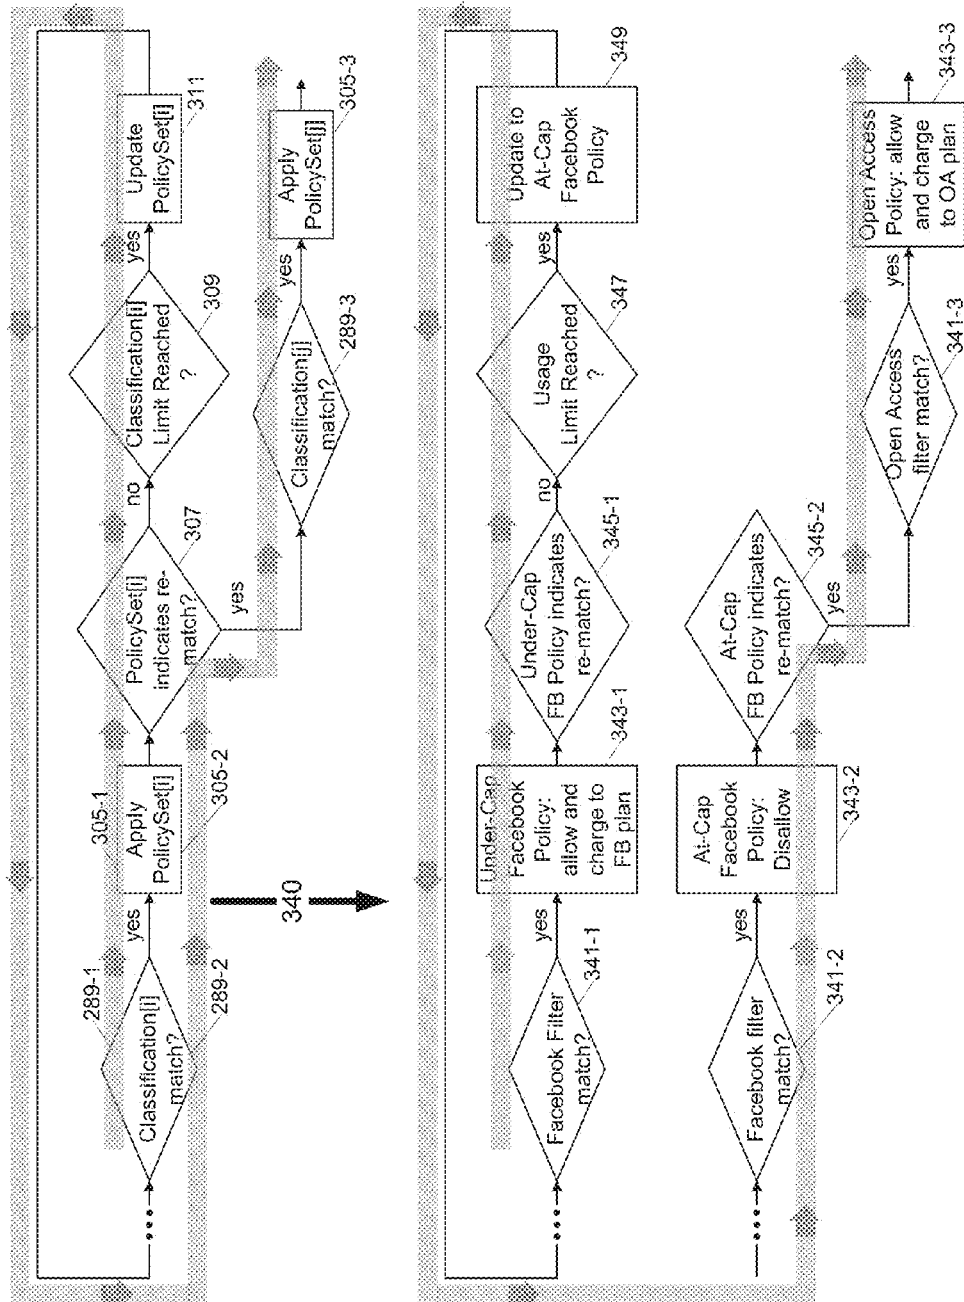 289-1
Classification[i]
match?
289-2
yes
305-1
Apply
PolicySet[i]
305-2
PolicySet[i]
indicates re-
match?
307
no
yes
Classification[i]
Limit Reached
?
309
yes
Update
PolicySet[i]
311
Classification[j]
match?
289-3
yes
Apply
PolicySet[j]
305-3
340
Facebook Filter
match?
341-1
yes
Under-Cap
Facebook
Policy:
allow and
charge to
FB plan
343-1
Under-Cap
FB Policy indicates
re-match?
345-1
no
Usage
Limit Reached
?
347
yes
Update to
At-Cap
Facebook
Policy
349
Facebook filter
match?
341-2
yes
At-Cap
Facebook
Policy:
Disallow
343-2
At-Cap
FB Policy indicates
re-match?
345-2
yes
Open Access
filter match?
341-3
yes
Open Access
Policy: allow
and charge
to OA plan
343-3